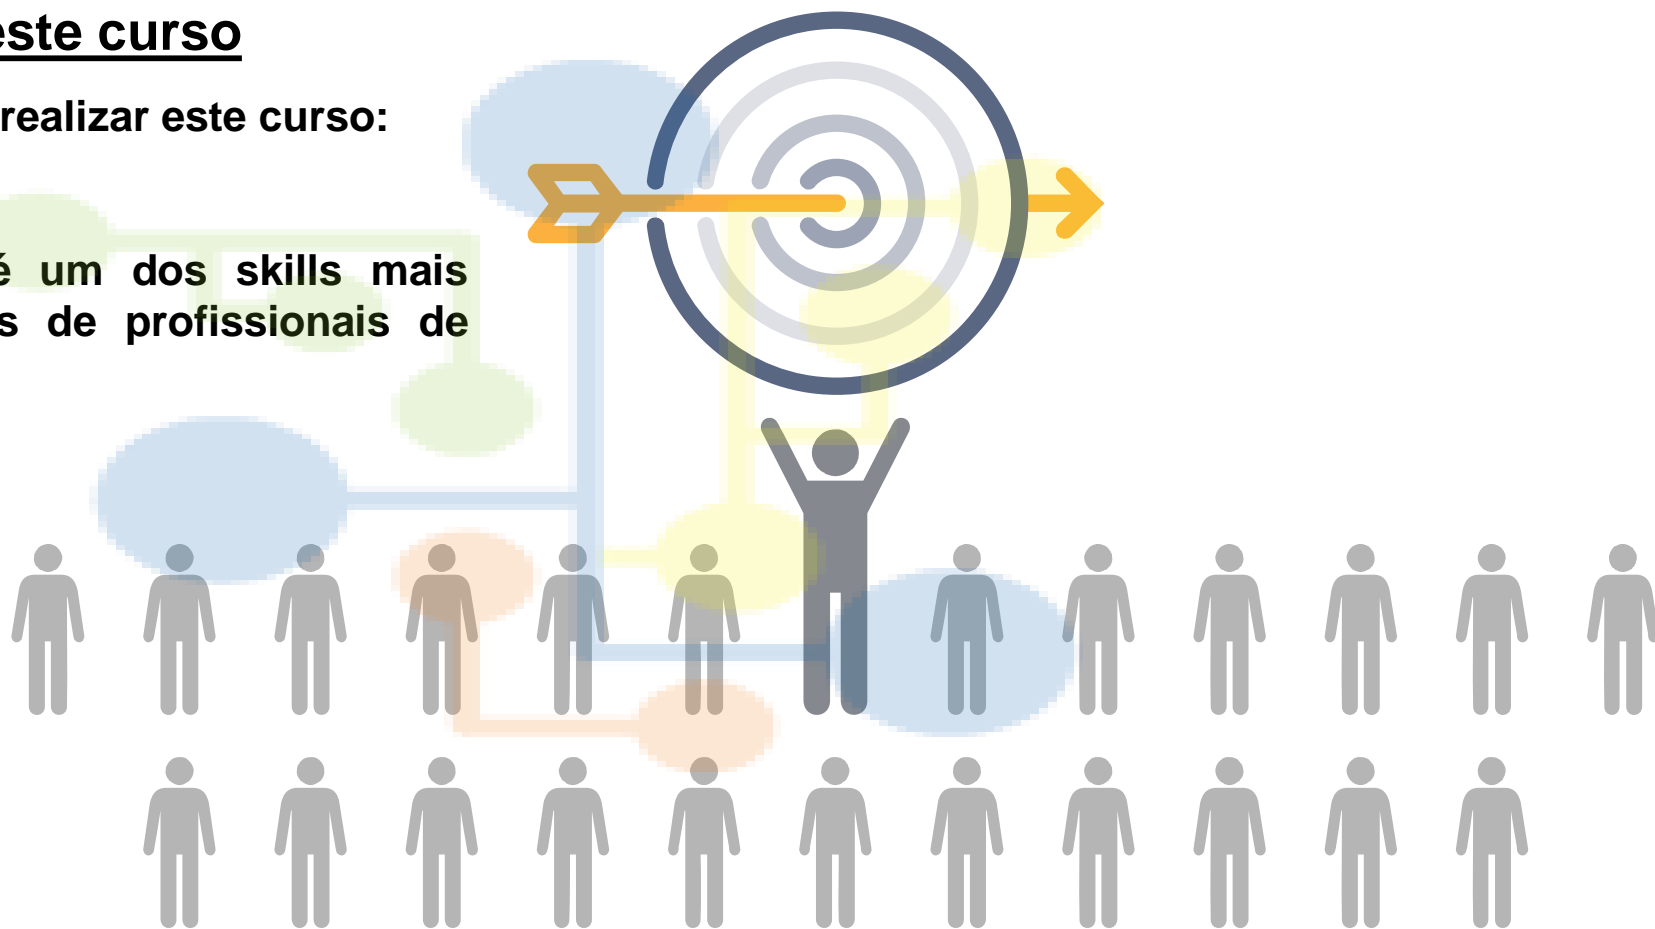 este curso
realizar este curso:
é um dos skills mais
s de profissionais de